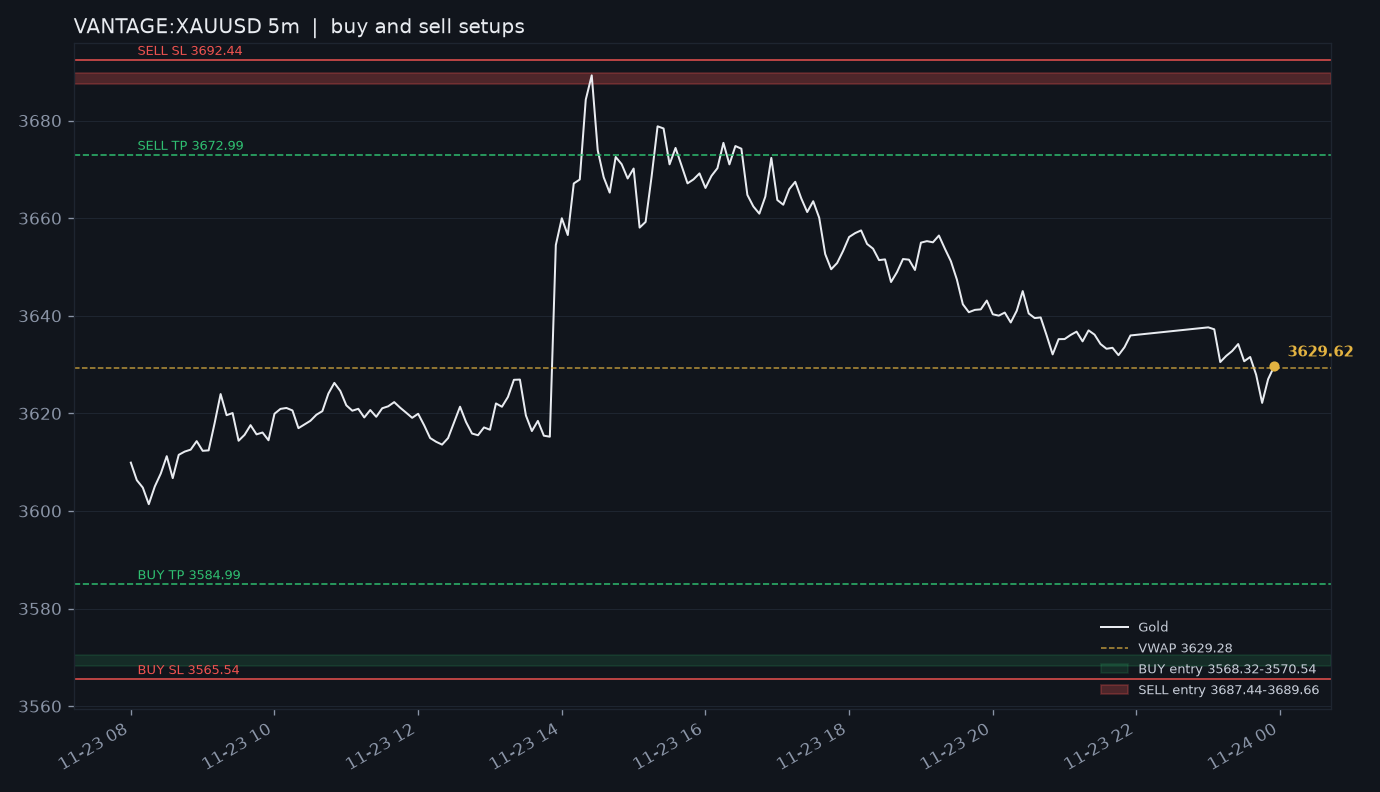 VANTAGE:XAUUSD 5m | buy and sell setups
SELL SL 3692.44
3680
SELL TP 3672.99
3660
3640
3629.62
3620
3600
BUY TP 3584.99
3580
Gold
VWAP 3629.28
BUY entry 3568.32-3570.54
SELL entry 3687.44-3689.66
BUY SL 3565.54
3560
11-23 08
11-23 10
11-23 12
11-23 14
11-23 16
11-23 18
11-23 20
11-23 22
11-24 00